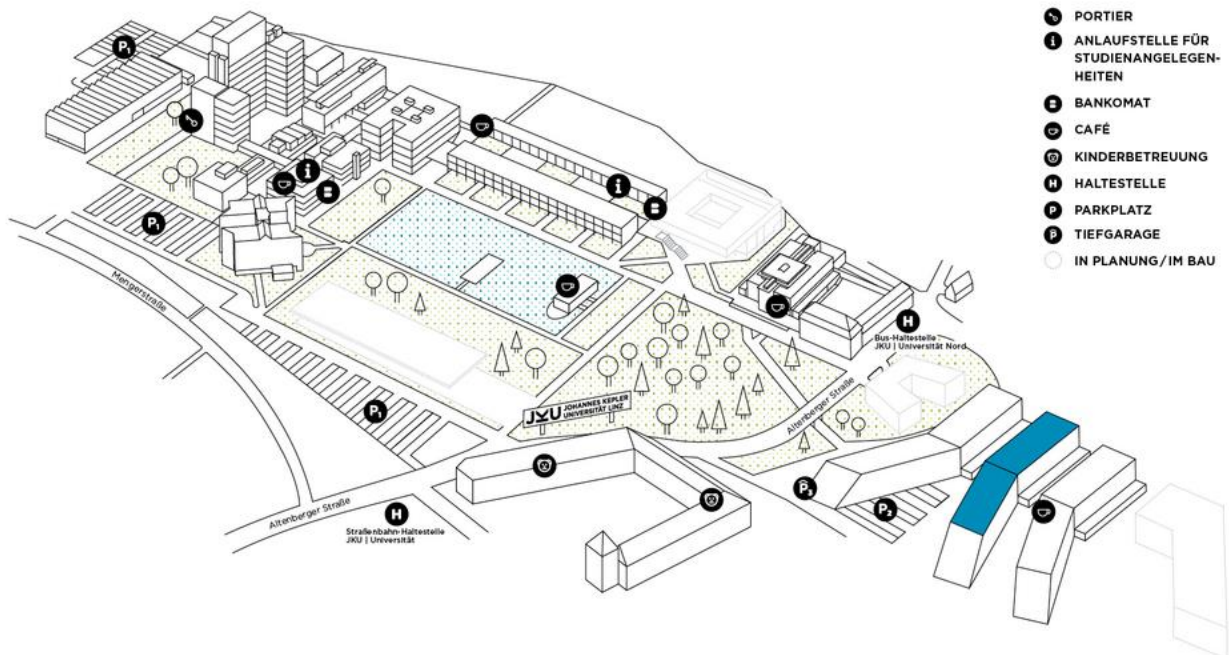 PORTIER
ANLAUFSTELLE FÜR
STUDIENANGELEGEN-
HEITEN
B BANKOMAT
CAFÉ
KINDERBETREUUNG
H HALTESTELLE
P PARKPLATZ
P TIEFGARAGE
IN PLANUNG/IM BAU
P1
i
i
B
B
P1
Mengerstraße
H
Bus-Haltestelle
JKU | Universität Nord
Altenberger Straße
P1
JKU JOHANNES KEPLER
UNIVERSITÄT LINZ
P3
P2
Altenberger Straße
H
Straßenbahn-Haltestelle
JKU | Universität